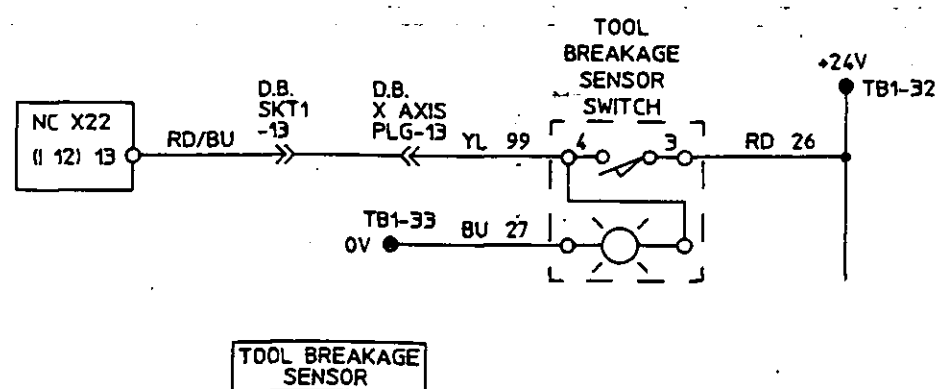 TOOL
BREAKAGE
SENSOR
SWITCH
+24V
TB1-32
D.B.
SKT1
-13
D.B.
X AXIS
PLG-13
NC X22
(I 12) 13
RD/BU
YL 99
4
3
RD 26
TB1-33
0V
BU 27
TOOL BREAKAGE
SENSOR